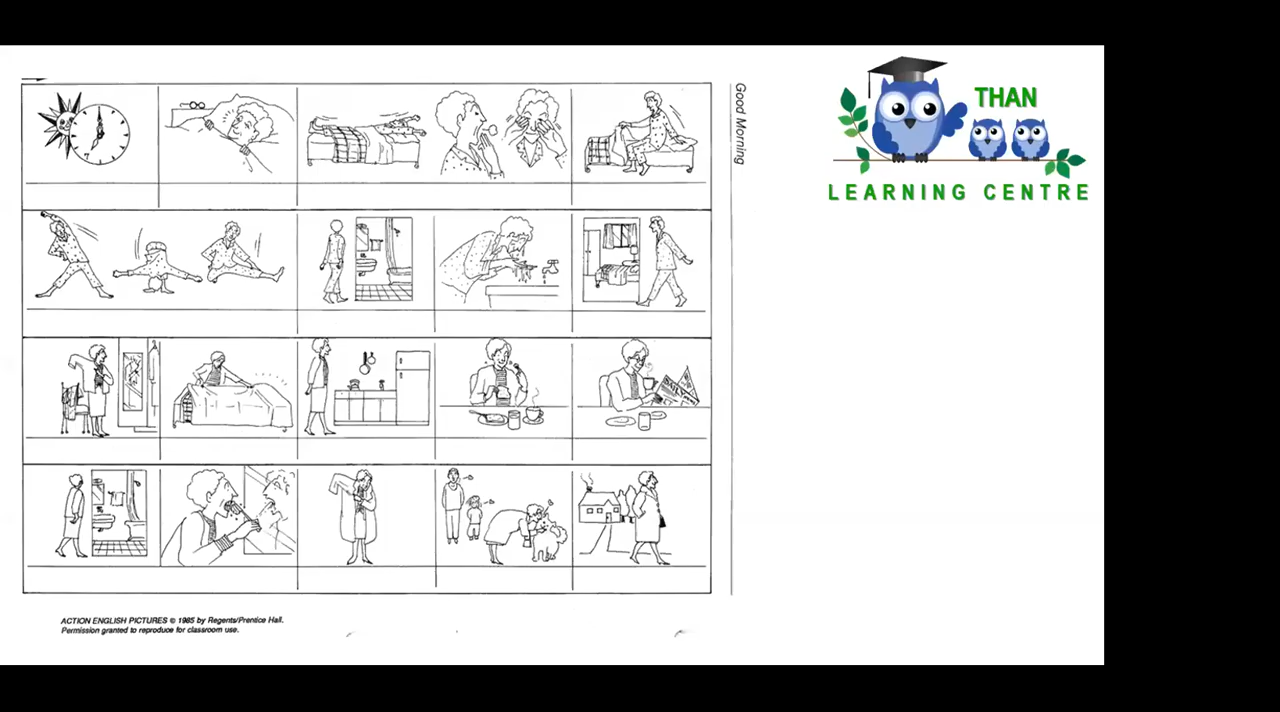 7
Good Morning
THAN
LEARNING CENTRE
ACTION ENGLISH PICTURES © 1985 by Regents/Prentice Hall.
Permission granted to reproduce for classroom use.